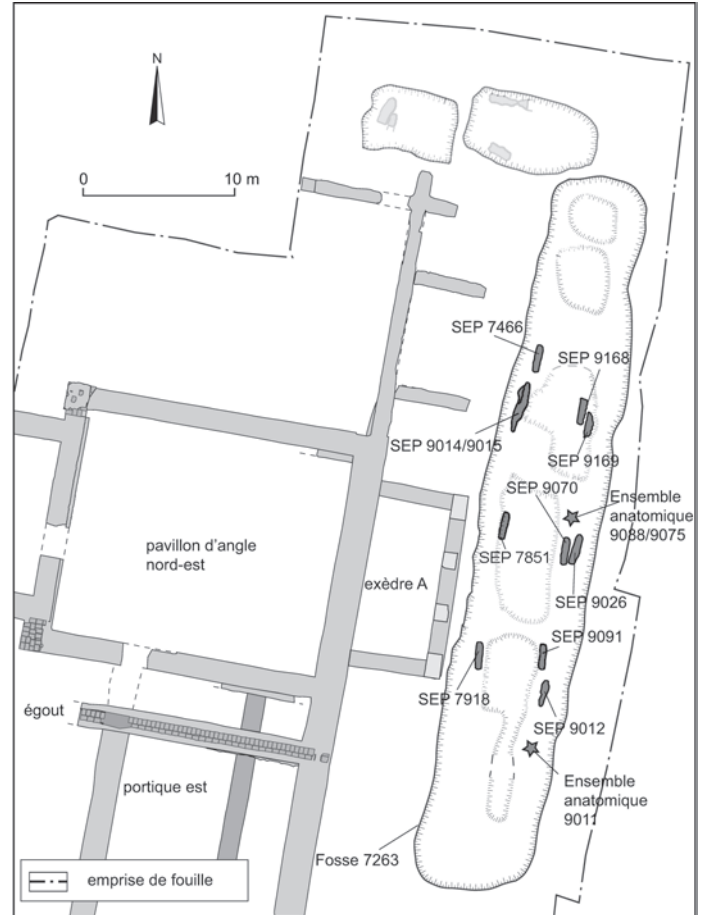 N
0
10 m
SEP 7466
SEP 9168
SEP 9014/9015
SEP 9169
SEP 9070
Ensemble
anatomique
9088/9075
pavillon d'angle
nord-est
SEP 7851
exèdre A
SEP 9026
SEP 9091
SEP 7918
égout
SEP 9012
portique est
Ensemble
anatomique
9011
Fosse 7263
emprise de fouille